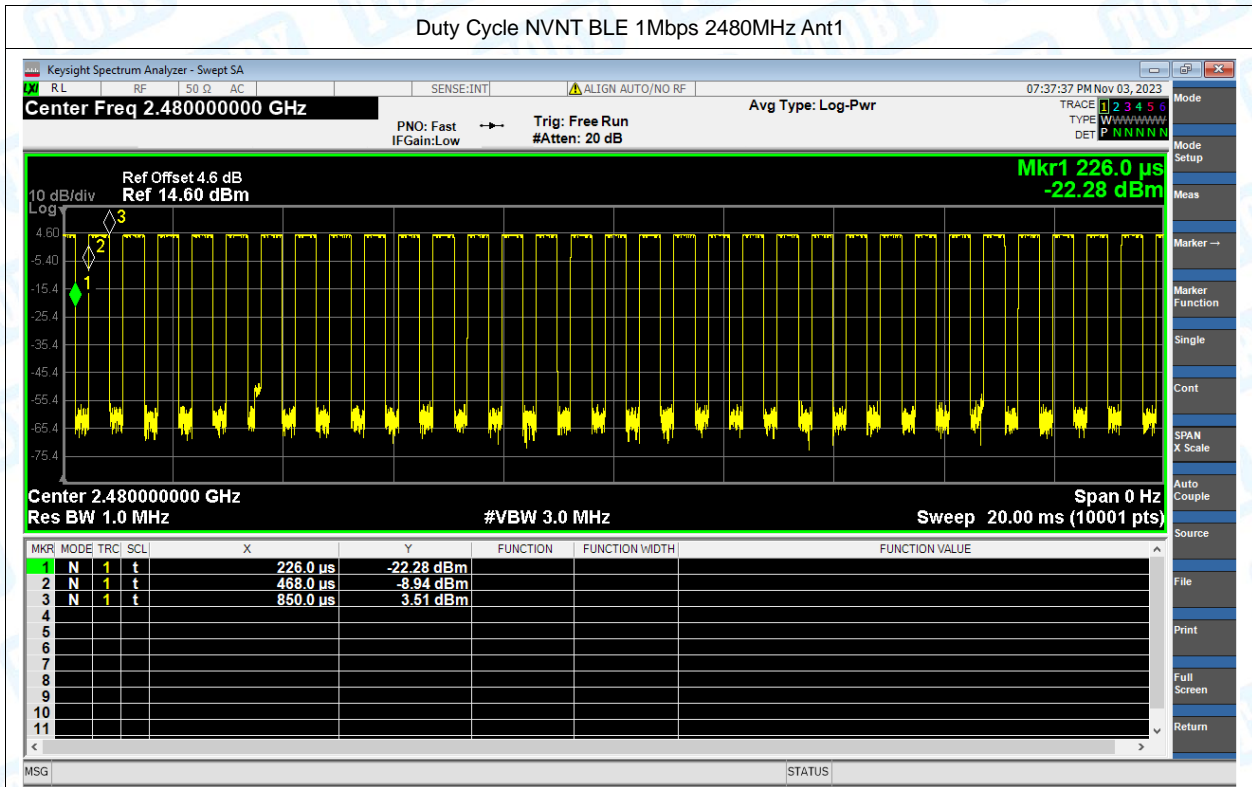 Duty Cycle NVNT BLE 1Mbps 2480MHz Ant1
Keysight Spectrum Analyzer - Swept SA
LXI RL RF 50 Ω AC SENSE:INT ALIGN AUTO/NO RF 07:37:37 PM Nov 03, 2023
Center Freq 2.480000000 GHz
PNO: Fast
IFGain:Low
Trig: Free Run
#Atten: 20 dB
Avg Type: Log-Pwr
TRACE 1 2 3 4 5 6
TYPE WWWWWW
DET P N N N N N
Mkr1 226.0 µs
-22.28 dBm
Ref Offset 4.6 dB
10 dB/div Ref 14.60 dBm
Log
4.60
-5.40
-15.4
-25.4
-35.4
-45.4
-55.4
-65.4
-75.4
3
2
1
Center 2.480000000 GHz Span 0 Hz
Res BW 1.0 MHz #VBW 3.0 MHz Sweep 20.00 ms (10001 pts)
MKR MODE TRC SCL X Y FUNCTION FUNCTION WIDTH FUNCTION VALUE
1 N 1 t 226.0 µs -22.28 dBm
2 N 1 t 468.0 µs -8.94 dBm
3 N 1 t 850.0 µs 3.51 dBm
4
5
6
7
8
9
10
11
MSG STATUS
Mode
Mode Setup
Meas
Marker →
Marker Function
Single
Cont
SPAN X Scale
Auto Couple
Source
File
Print
Full Screen
Return
TOBY